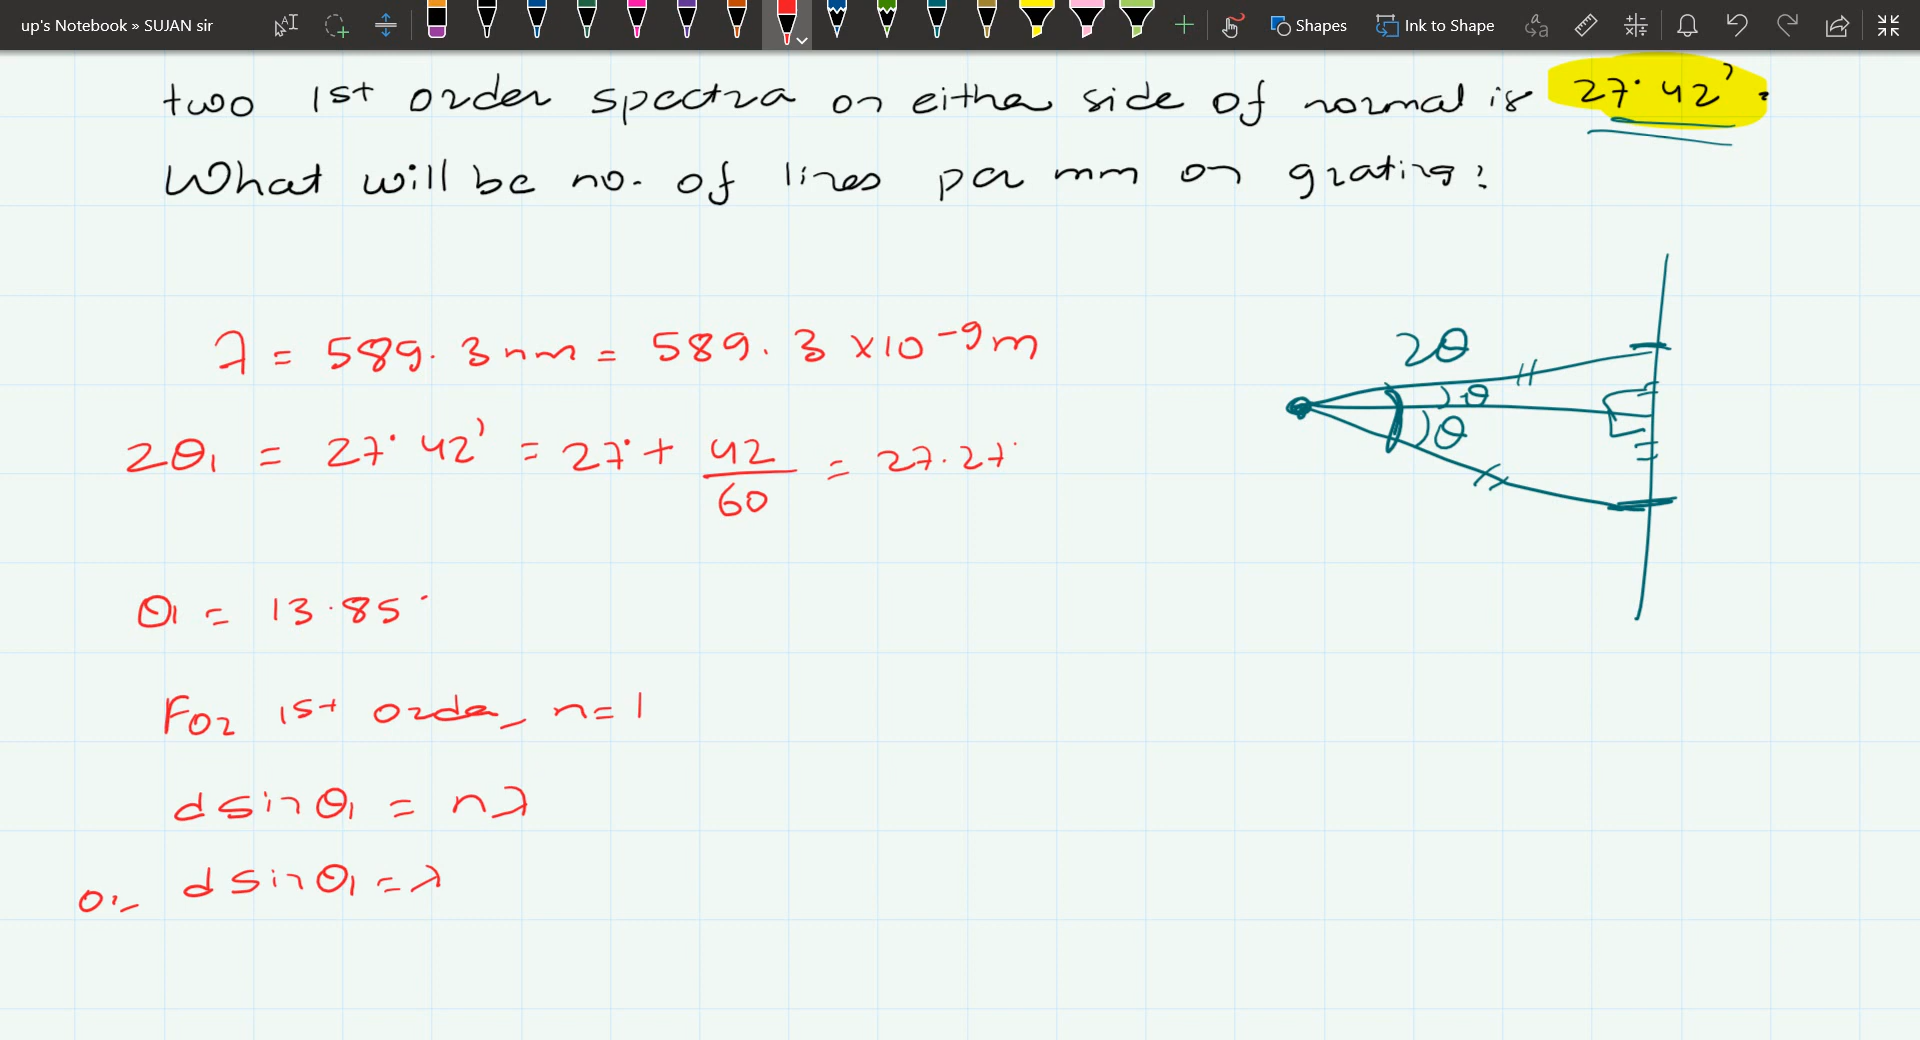 up's Notebook » SUJAN sir
Shapes
Ink to Shape
two 1st order spectra on either side of normal is 27° 42'.
What will be no. of lines per mm on grating?
λ = 589.3 nm = 589.3 × 10⁻⁹ m
2θ₁ = 27° 42' = 27° + 42/60 = 27.27°
θ₁ = 13.85°
For 1st order, n = 1
d sin θ₁ = nλ
or d sin θ₁ = λ
2θ
θ
θ